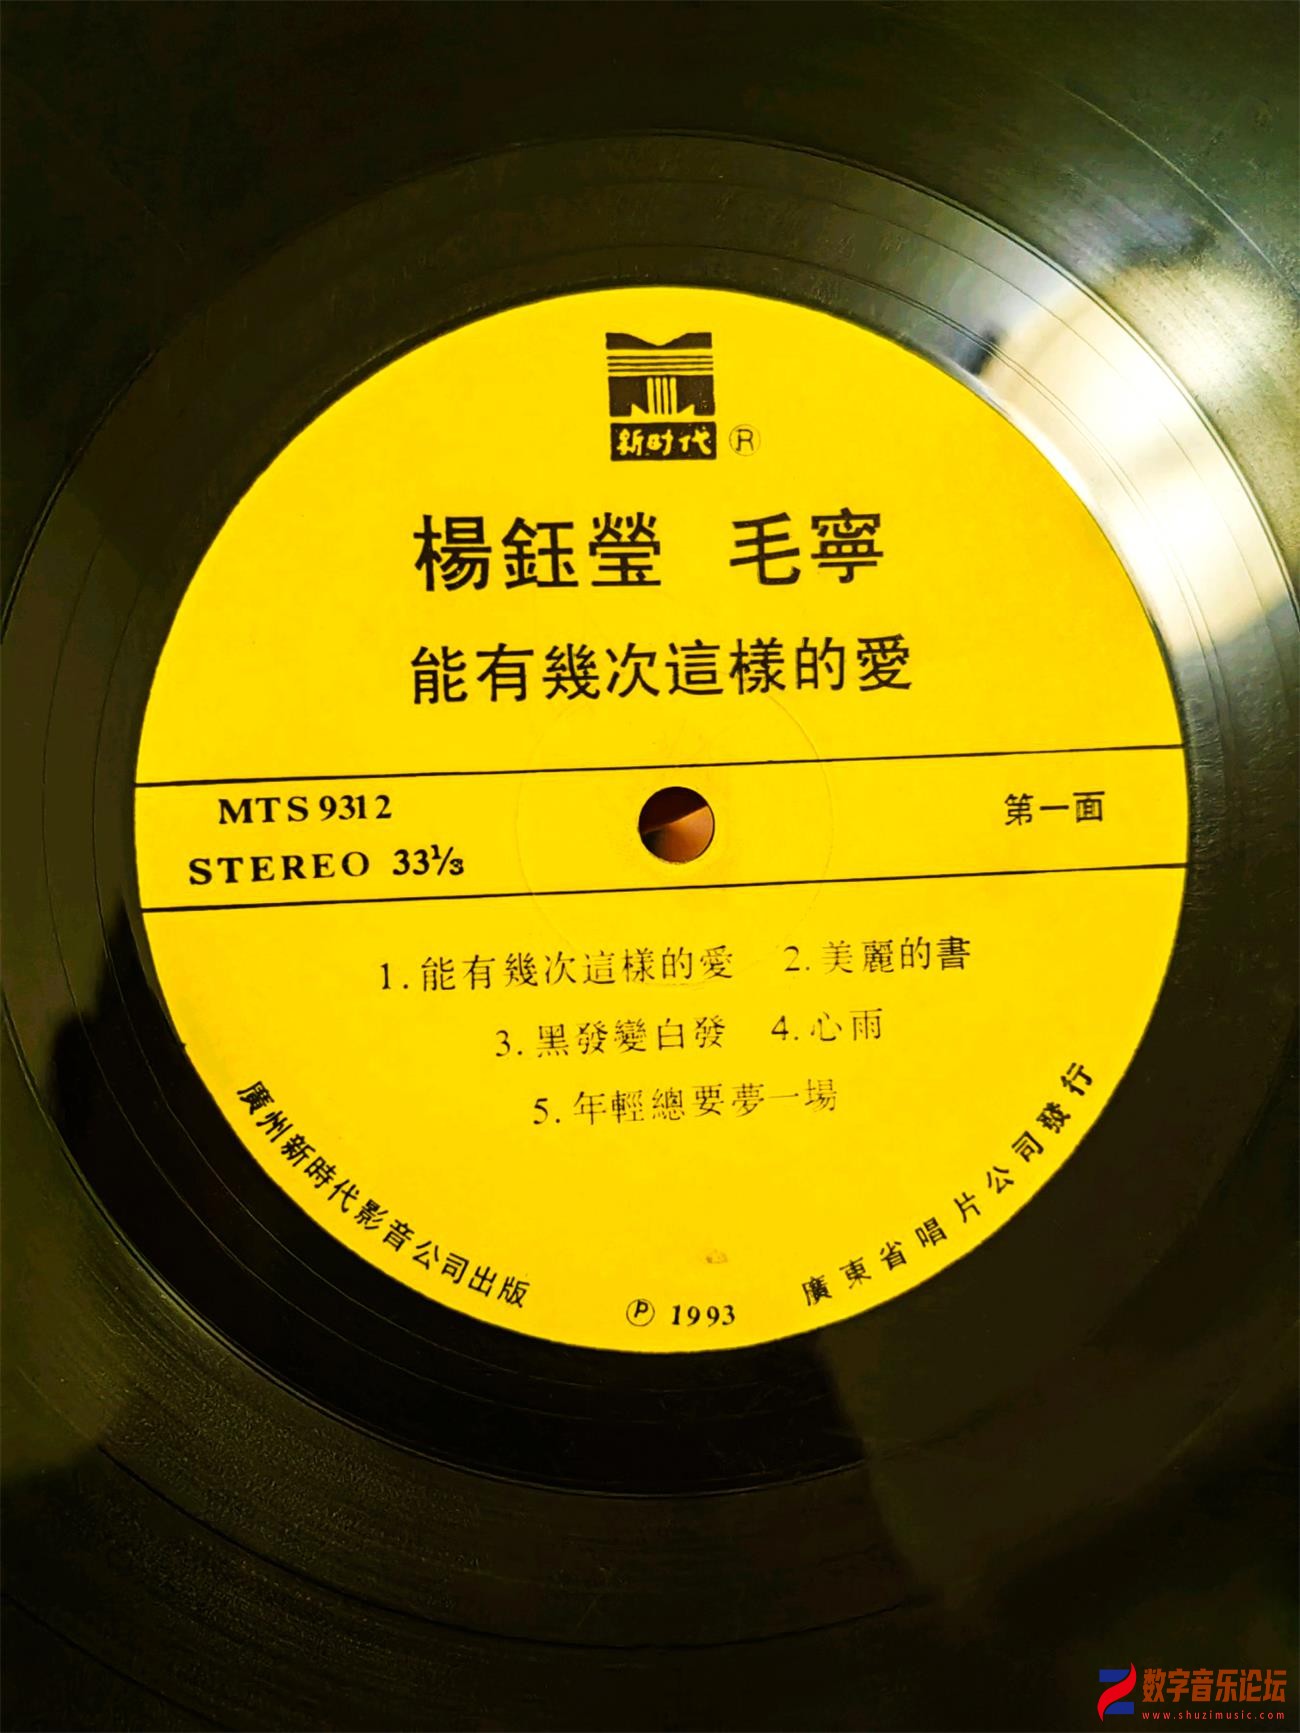 新时代 ®
楊鈺瑩 毛寧
能有幾次這樣的愛
MTS 9312
STEREO 33⅓
第一面
1.能有幾次這樣的愛 2.美麗的書
3.黑發變白發 4.心雨
5.年輕總要夢一場
廣州新時代影音公司出版
℗ 1993
廣東省唱片公司發行
数字音乐论坛
www.shuzimusic.com